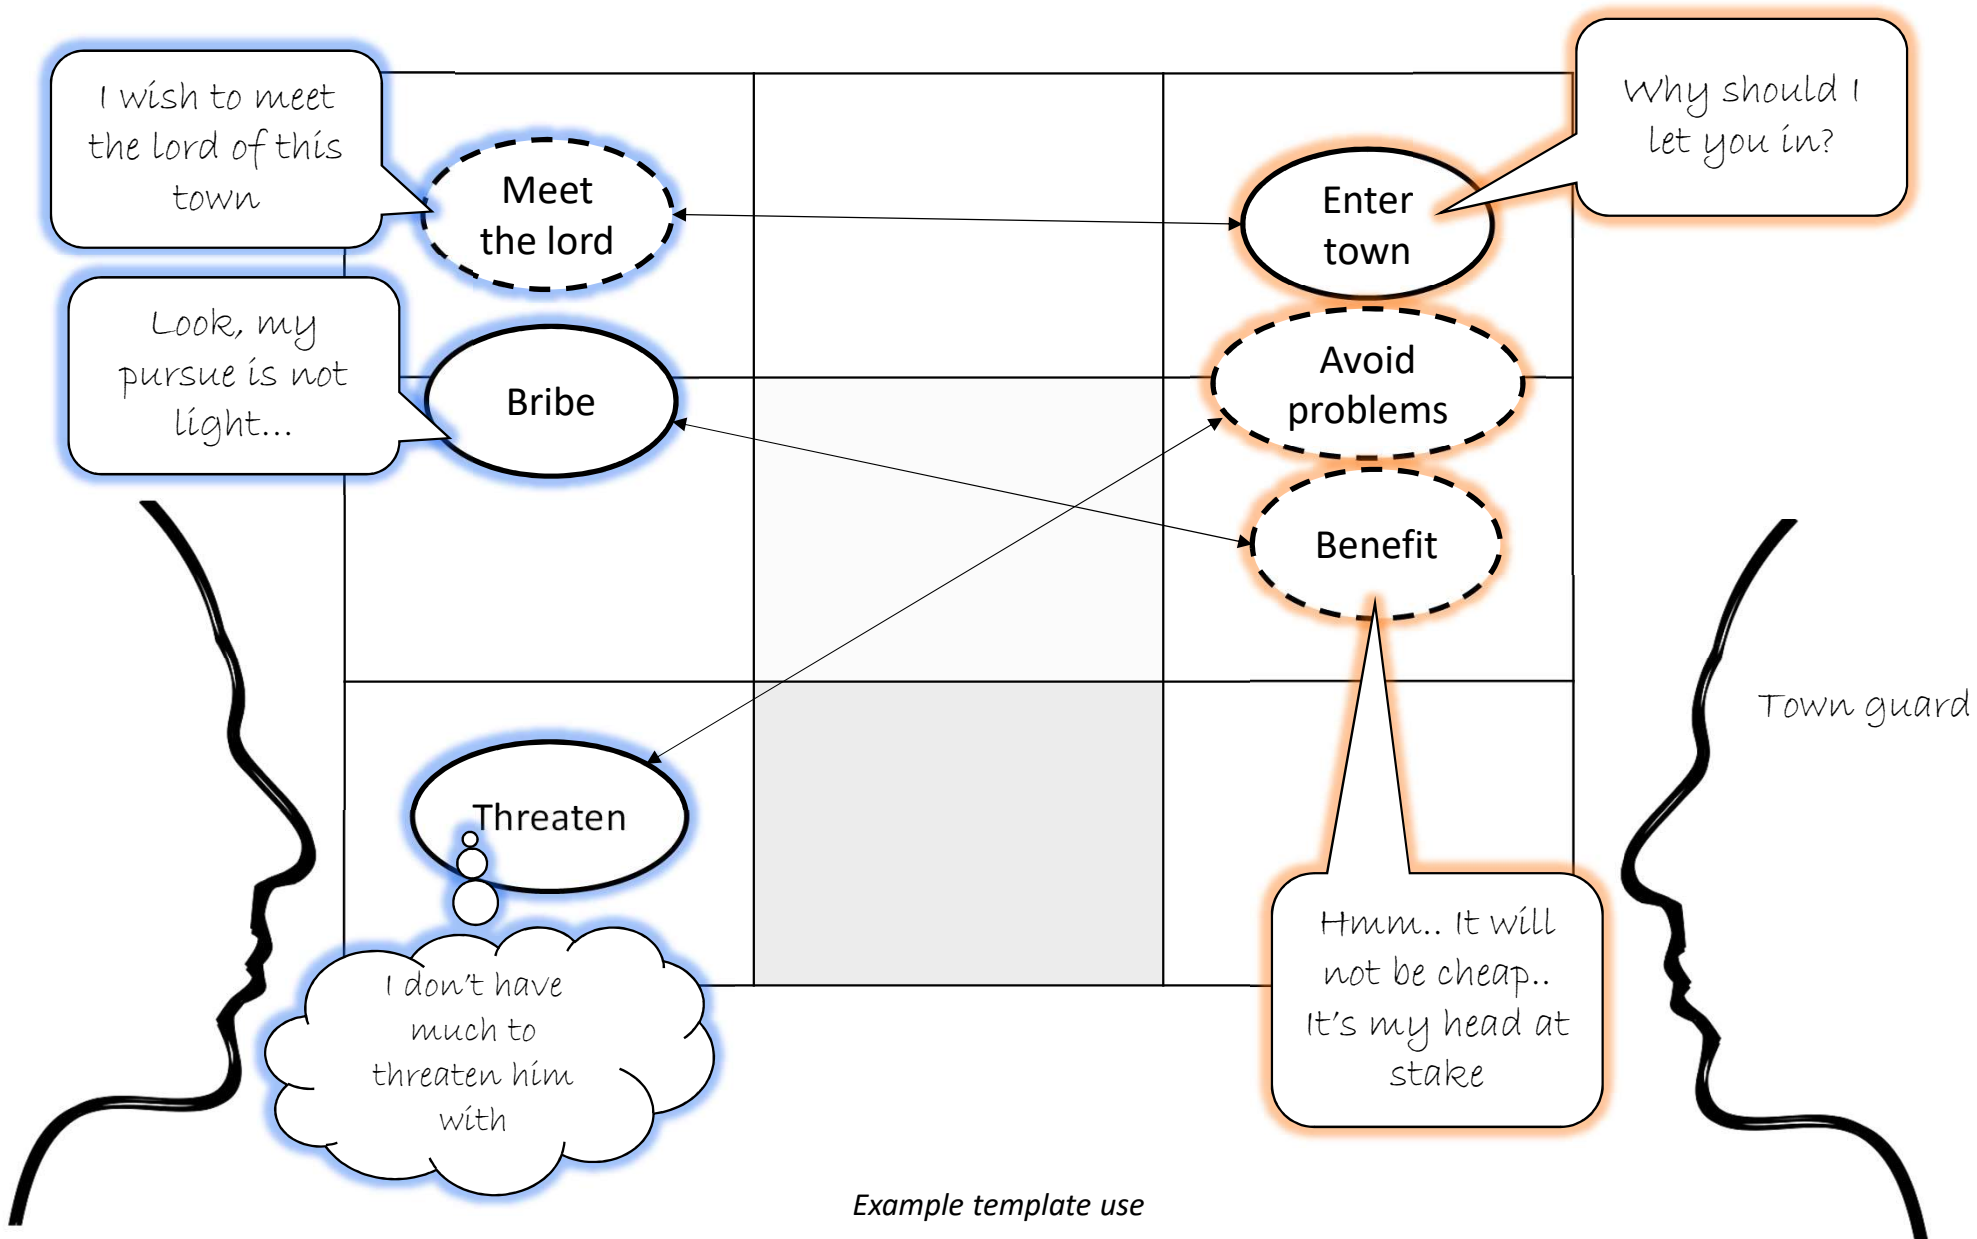 I wish to meet
the lord of this
town
Why should I
let you in?
Meet
the lord
Enter
town
Look, my
pursue is not
light...
Bribe
Avoid
problems
Benefit
Town guard
Threaten
I don't have
much to
threaten him
with
Hmm.. It will
not be cheap..
It's my head at
stake
Example template use